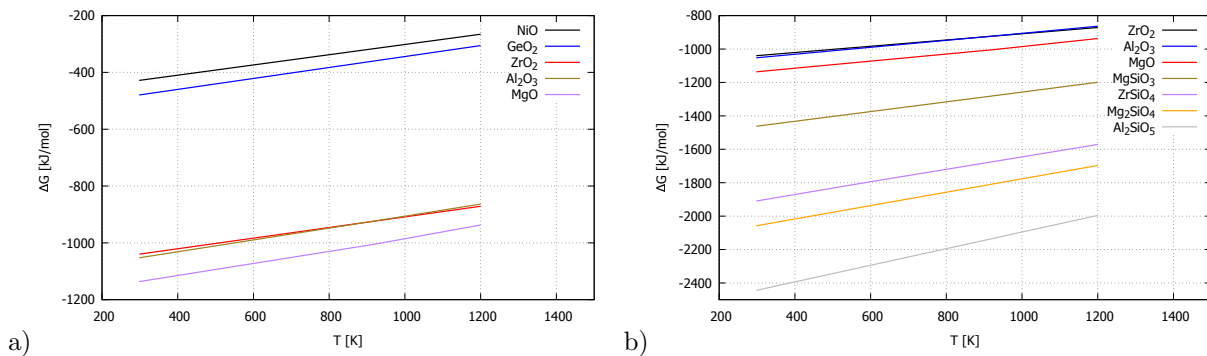 -200
-400
-600
-800
-1000
-1200
200
400
600
800
1000
1200
1400
ΔG [kJ/mol]
T [K]
NiO
GeO₂
ZrO₂
Al₂O₃
MgO
a)
-800
-1000
-1200
-1400
-1600
-1800
-2000
-2200
-2400
200
400
600
800
1000
1200
1400
ΔG [kJ/mol]
T [K]
ZrO₂
Al₂O₃
MgO
MgSiO₃
ZrSiO₄
Mg₂SiO₄
Al₂SiO₅
b)